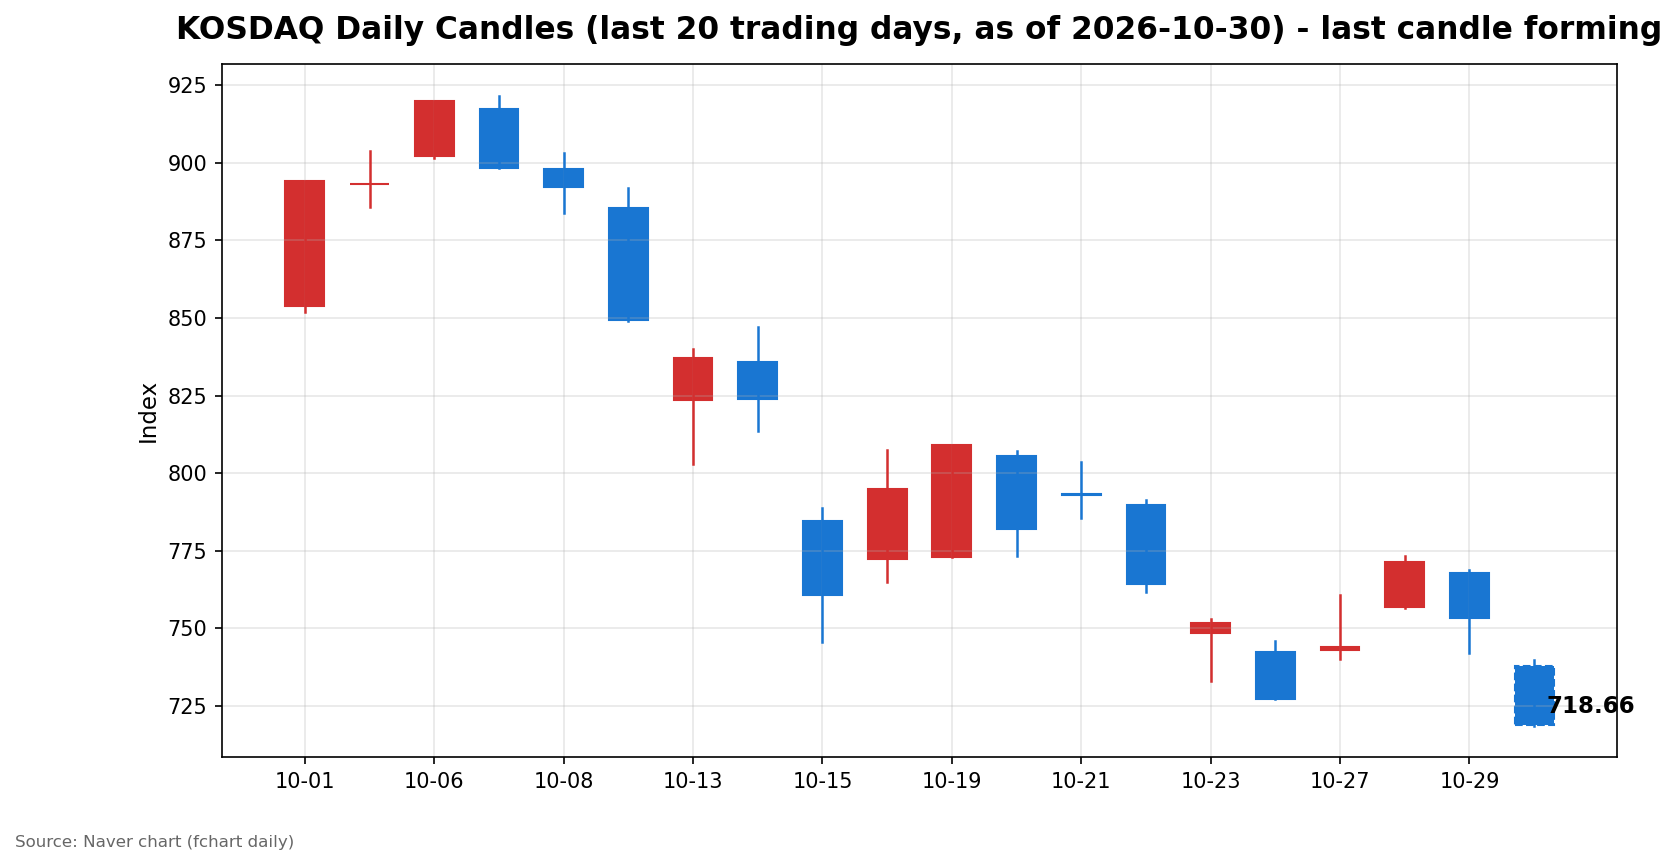 KOSDAQ Daily Candles (last 20 trading days, as of 2026-10-30) - last candle forming
Index
925
900
875
850
825
800
775
750
725
718.66
10-01 10-06 10-08 10-13 10-15 10-19 10-21 10-23 10-27 10-29
Source: Naver chart (fchart daily)